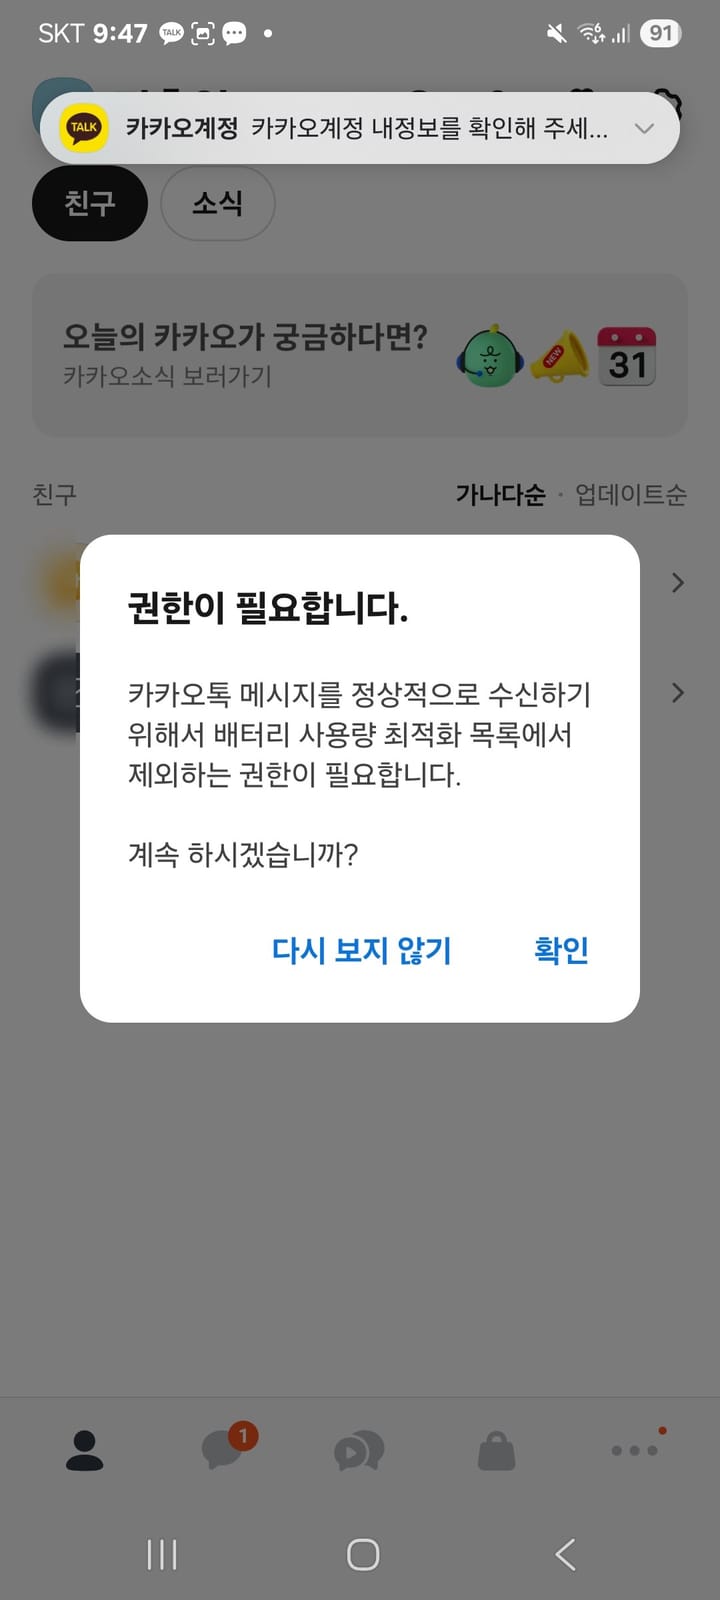 SKT 9:47 TALK 91
TALK 카카오계정 카카오계정 내정보를 확인해 주세...
친구 소식
오늘의 카카오가 궁금하다면?
카카오소식 보러가기
NEW
31
친구 가나다순 · 업데이트순
권한이 필요합니다.
카카오톡 메시지를 정상적으로 수신하기
위해서 배터리 사용량 최적화 목록에서
제외하는 권한이 필요합니다.
계속 하시겠습니까?
다시 보지 않기 확인
1